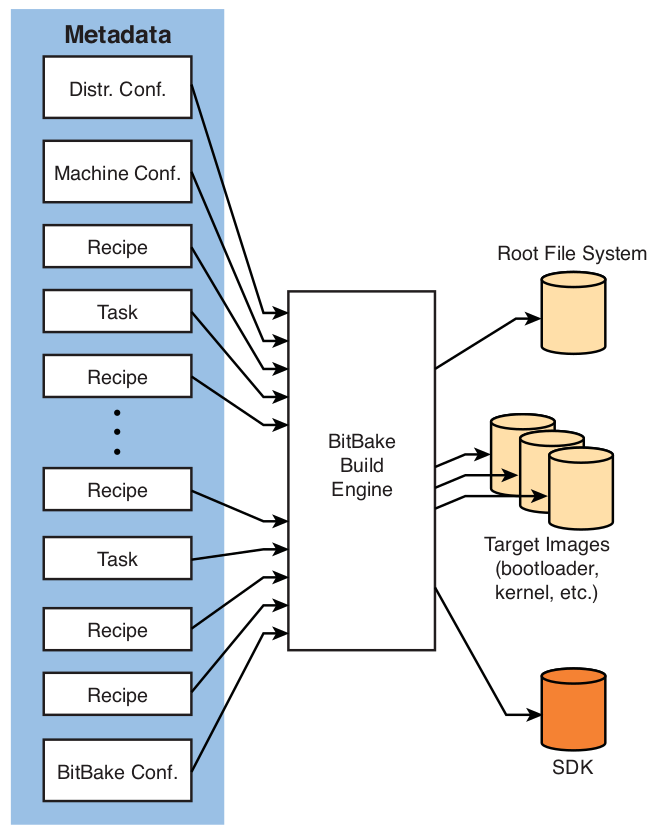 Metadata
Distr. Conf.
Machine Conf.
Recipe
Task
Recipe
Recipe
Task
Recipe
Recipe
BitBake Conf.
BitBake
Build
Engine
Root File System
Target Images
(bootloader,
kernel, etc.)
SDK